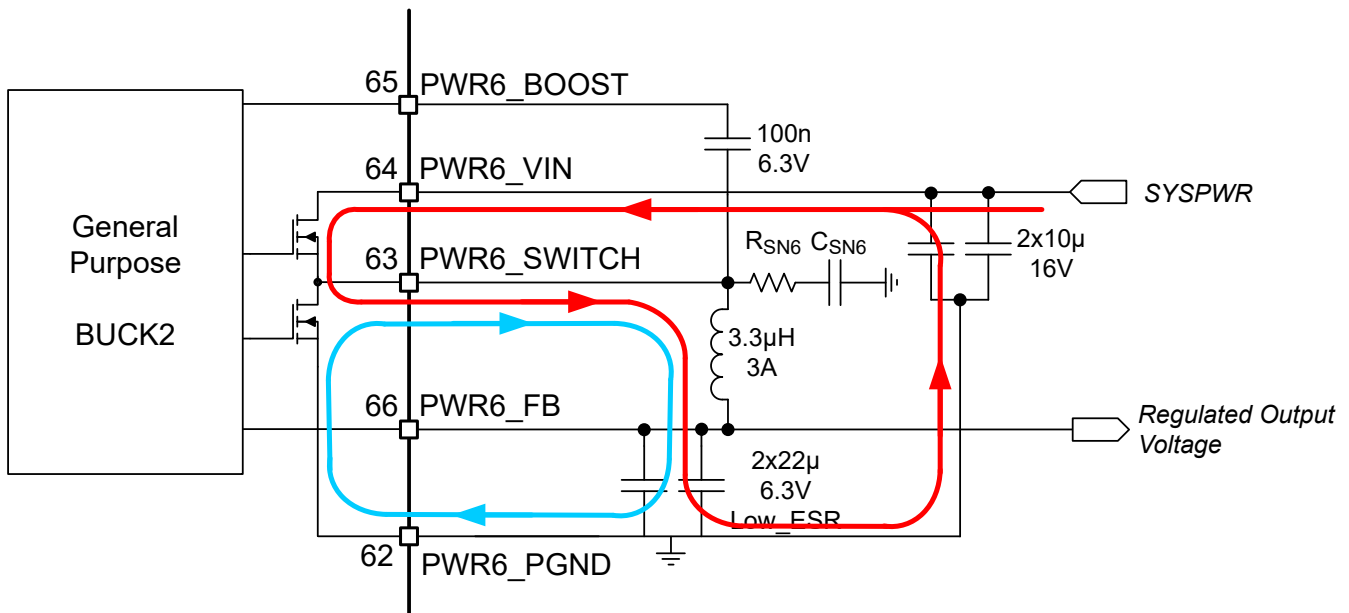 65 PWR6_BOOST
100n
6.3V
64 PWR6_VIN
SYSPWR
General
Purpose
BUCK2
63 PWR6_SWITCH
RSN6 CSN6
2x10µ
16V
3.3µH
3A
66 PWR6_FB
Regulated Output
Voltage
2x22µ
6.3V
Low_ESR
62 PWR6_PGND